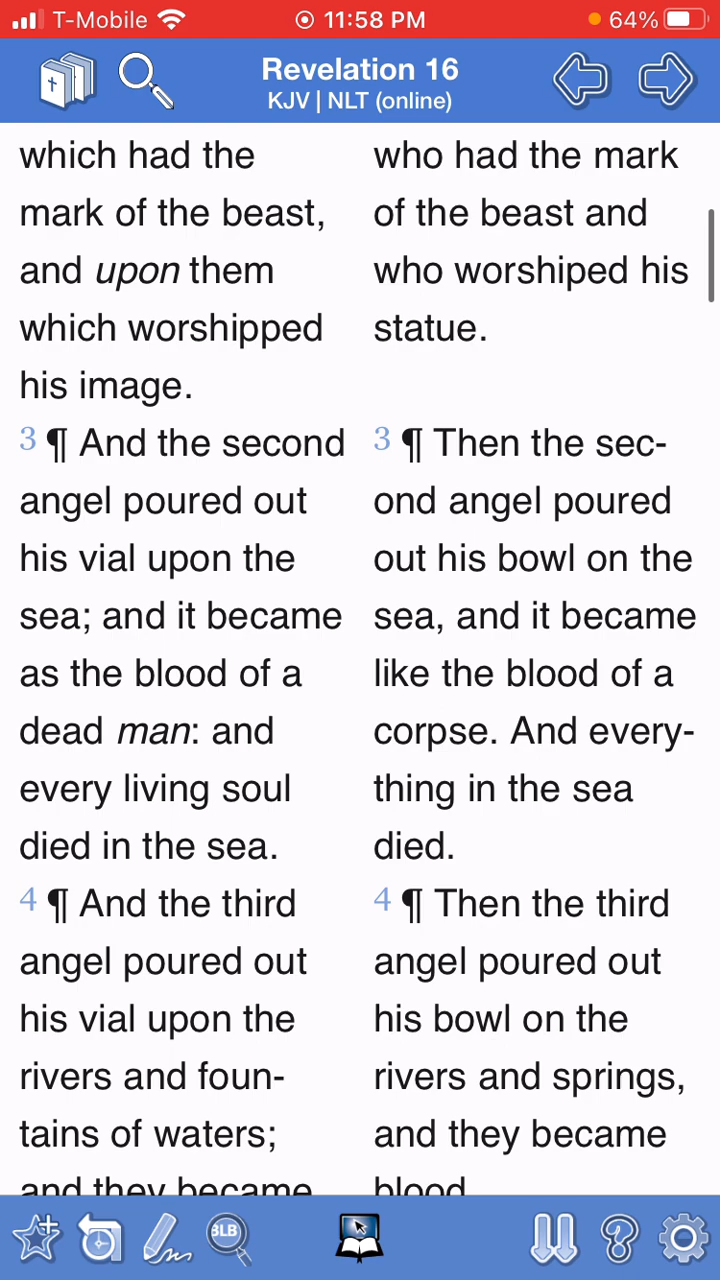 T-Mobile 11:58 PM 64%
Revelation 16
KJV | NLT (online)
which had the
mark of the beast,
and upon them
which worshipped
his image.
3 ¶ And the second
angel poured out
his vial upon the
sea; and it became
as the blood of a
dead man: and
every living soul
died in the sea.
4 ¶ And the third
angel poured out
his vial upon the
rivers and foun-
tains of waters;
and they became
who had the mark
of the beast and
who worshiped his
statue.
3 ¶ Then the sec-
ond angel poured
out his bowl on the
sea, and it became
like the blood of a
corpse. And every-
thing in the sea
died.
4 ¶ Then the third
angel poured out
his bowl on the
rivers and springs,
and they became
blood
BLB